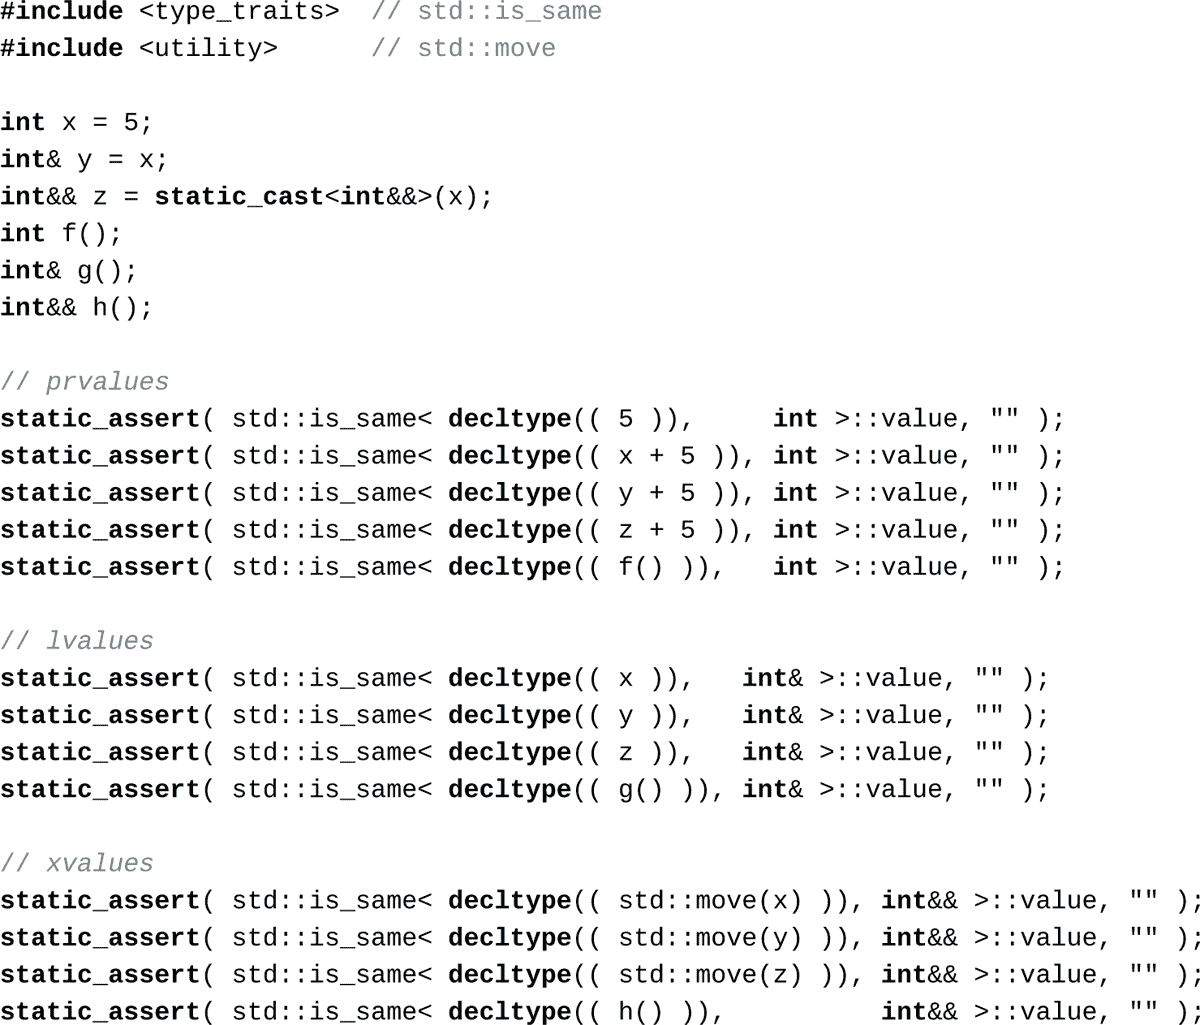 #include <type_traits>  // std::is_same
#include <utility>      // std::move

int x = 5;
int& y = x;
int&& z = static_cast<int&&>(x);
int f();
int& g();
int&& h();

// prvalues
static_assert( std::is_same< decltype(( 5 )),     int >::value, "" );
static_assert( std::is_same< decltype(( x + 5 )), int >::value, "" );
static_assert( std::is_same< decltype(( y + 5 )), int >::value, "" );
static_assert( std::is_same< decltype(( z + 5 )), int >::value, "" );
static_assert( std::is_same< decltype(( f() )),   int >::value, "" );

// lvalues
static_assert( std::is_same< decltype(( x )),   int& >::value, "" );
static_assert( std::is_same< decltype(( y )),   int& >::value, "" );
static_assert( std::is_same< decltype(( z )),   int& >::value, "" );
static_assert( std::is_same< decltype(( g() )), int& >::value, "" );

// xvalues
static_assert( std::is_same< decltype(( std::move(x) )), int&& >::value, "" );
static_assert( std::is_same< decltype(( std::move(y) )), int&& >::value, "" );
static_assert( std::is_same< decltype(( std::move(z) )), int&& >::value, "" );
static_assert( std::is_same< decltype(( h() )),          int&& >::value, "" );